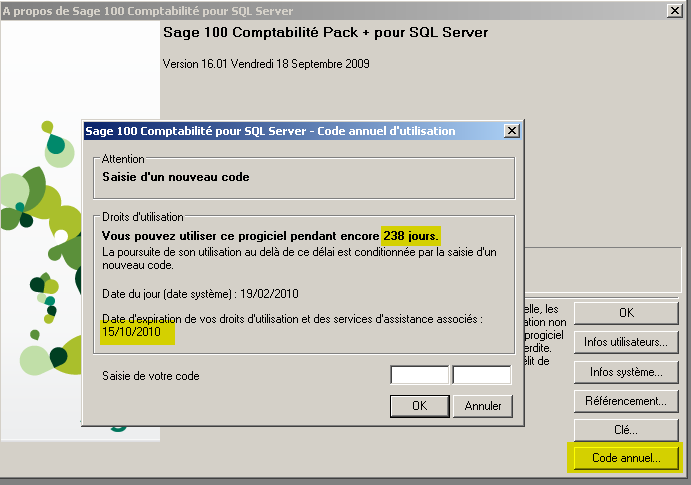 A propos de Sage 100 Comptabilité pour SQL Server
Sage 100 Comptabilité Pack + pour SQL Server
Version 16.01 Vendredi 18 Septembre 2009
Sage 100 Comptabilité pour SQL Server - Code annuel d'utilisation
Attention
Saisie d'un nouveau code
Droits d'utilisation
Vous pouvez utiliser ce progiciel pendant encore 238 jours.
La poursuite de son utilisation au delà de ce délai est conditionnée par la saisie d'un
nouveau code.
Date du jour (date système) : 19/02/2010
Date d'expiration de vos droits d'utilisation et des services d'assistance associés :
15/10/2010
Saisie de votre code
OK
Annuler
elle, les
ation non
progiciel
erdite.
élit de
OK
Infos utilisateurs...
Infos système...
Référencement...
Clé...
Code annuel...